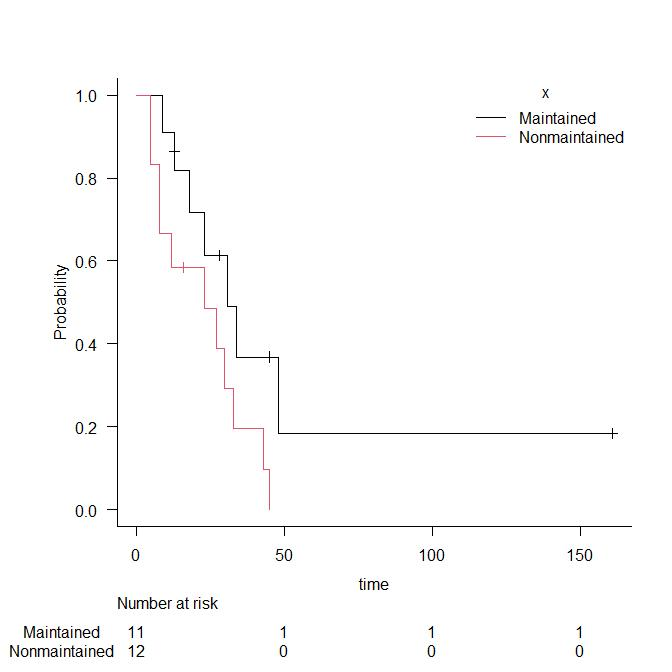 x
Maintained
Nonmaintained
1.0
0.8
0.6
0.4
0.2
0.0
Probability
0 50 100 150
time
Number at risk
Maintained 11 1 1 1
Nonmaintained 12 0 0 0